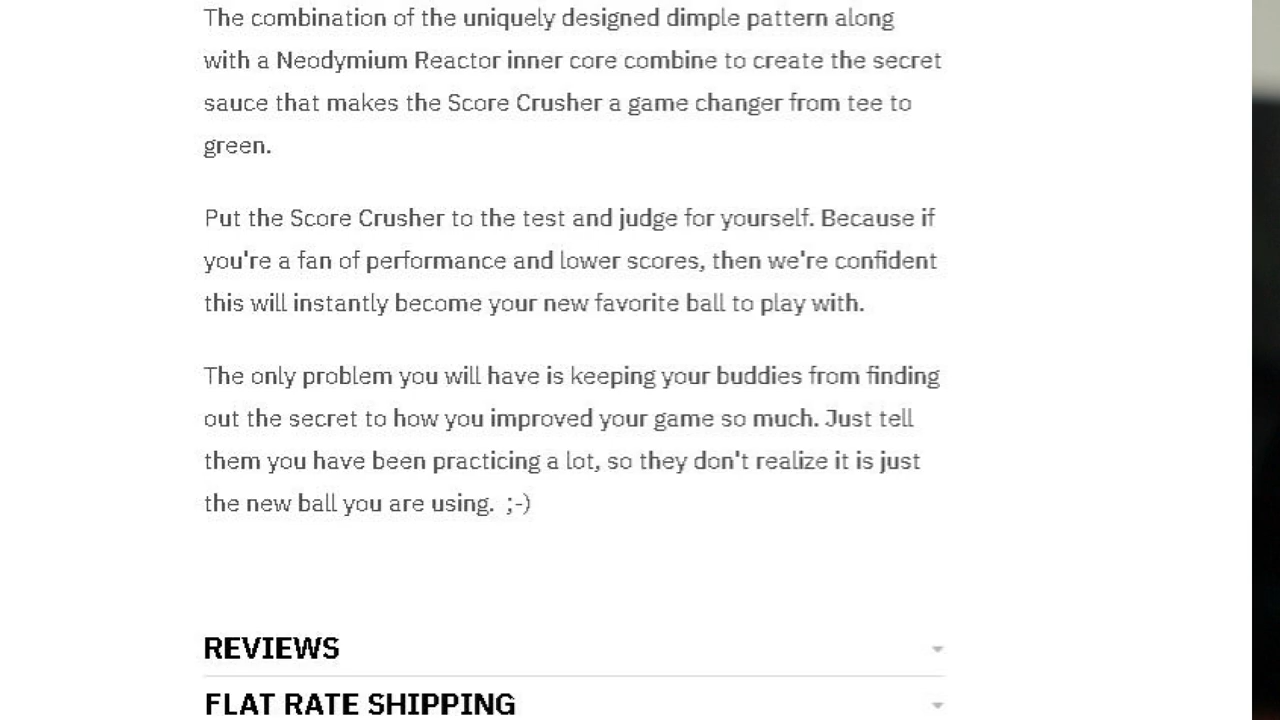 The combination of the uniquely designed dimple pattern along
with a Neodymium Reactor inner core combine to create the secret
sauce that makes the Score Crusher a game changer from tee to
green.
Put the Score Crusher to the test and judge for yourself. Because if
you're a fan of performance and lower scores, then we're confident
this will instantly become your new favorite ball to play with.
The only problem you will have is keeping your buddies from finding
out the secret to how you improved your game so much. Just tell
them you have been practicing a lot, so they don't realize it is just
the new ball you are using.  ;-)
REVIEWS
FLAT RATE SHIPPING